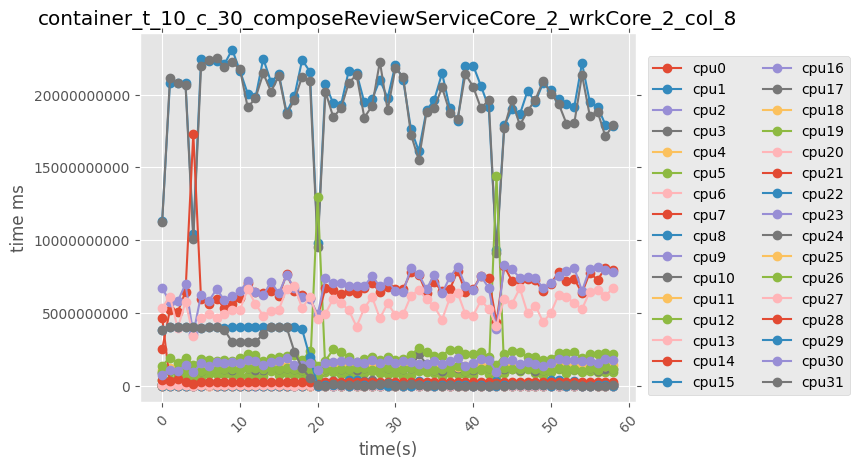 container_t_10_c_30_composeReviewServiceCore_2_wrkCore_2_col_8
20000000000
15000000000
10000000000
5000000000
0
time ms
0
10
20
30
40
50
60
time(s)
cpu0
cpu1
cpu2
cpu3
cpu4
cpu5
cpu6
cpu7
cpu8
cpu9
cpu10
cpu11
cpu12
cpu13
cpu14
cpu15
cpu16
cpu17
cpu18
cpu19
cpu20
cpu21
cpu22
cpu23
cpu24
cpu25
cpu26
cpu27
cpu28
cpu29
cpu30
cpu31